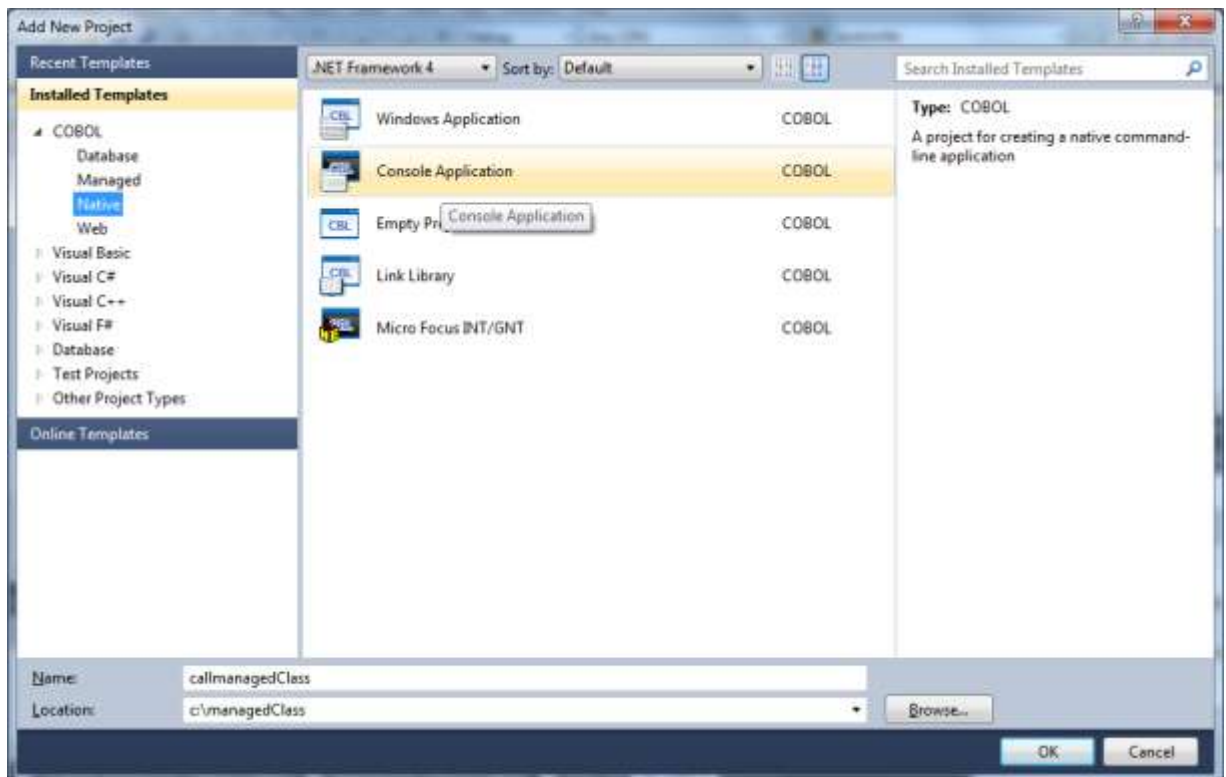 Add New Project
Recent Templates
Installed Templates
COBOL
Database
Managed
Native
Web
Visual Basic
Visual C#
Visual C++
Visual F#
Database
Test Projects
Other Project Types
Online Templates
.NET Framework 4 Sort by: Default
Windows Application COBOL
Console Application COBOL
Console Application
Empty Pro COBOL
Link Library COBOL
Micro Focus INT/GNT COBOL
Search Installed Templates
Type: COBOL
A project for creating a native command-
line application
Name: callmanagedClass
Location: c:\managedClass
Browse...
OK Cancel